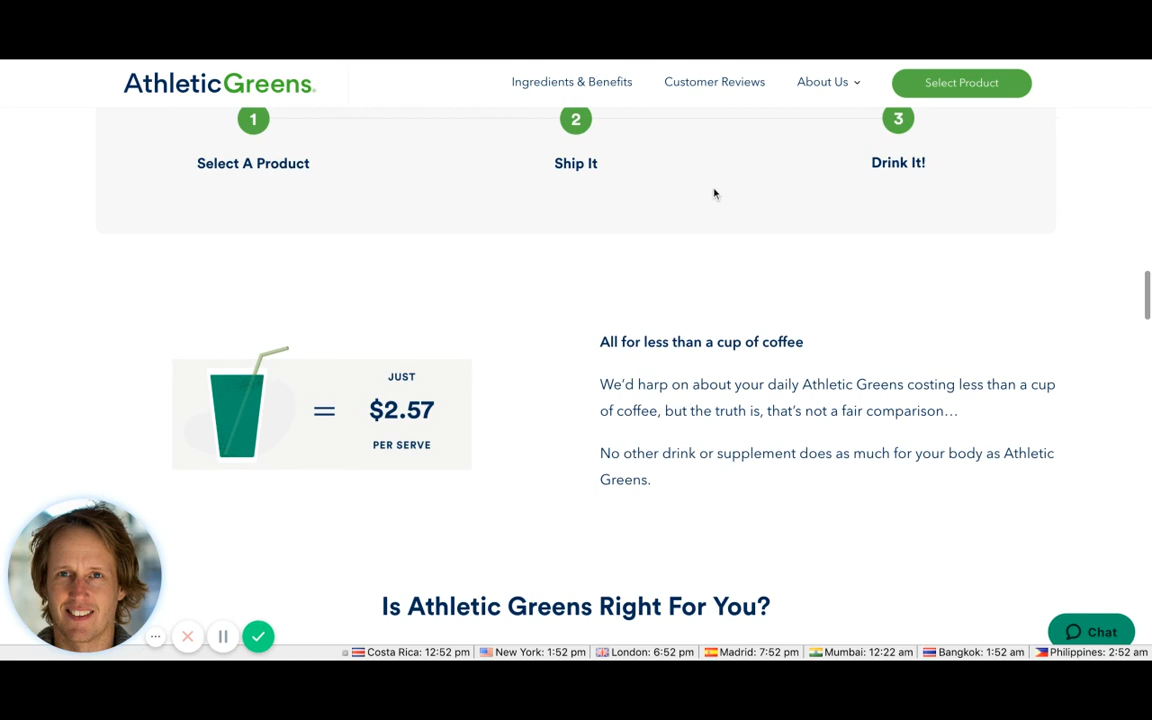 AthleticGreens.
Ingredients & Benefits
Customer Reviews
About Us
Select Product
1
2
3
Select A Product
Ship It
Drink It!
JUST
= $2.57
PER SERVE
All for less than a cup of coffee
We'd harp on about your daily Athletic Greens costing less than a cup
of coffee, but the truth is, that's not a fair comparison…
No other drink or supplement does as much for your body as Athletic
Greens.
Is Athletic Greens Right For You?
Chat
Costa Rica: 12:52 pm
New York: 1:52 pm
London: 6:52 pm
Madrid: 7:52 pm
Mumbai: 12:22 am
Bangkok: 1:52 am
Philippines: 2:52 am